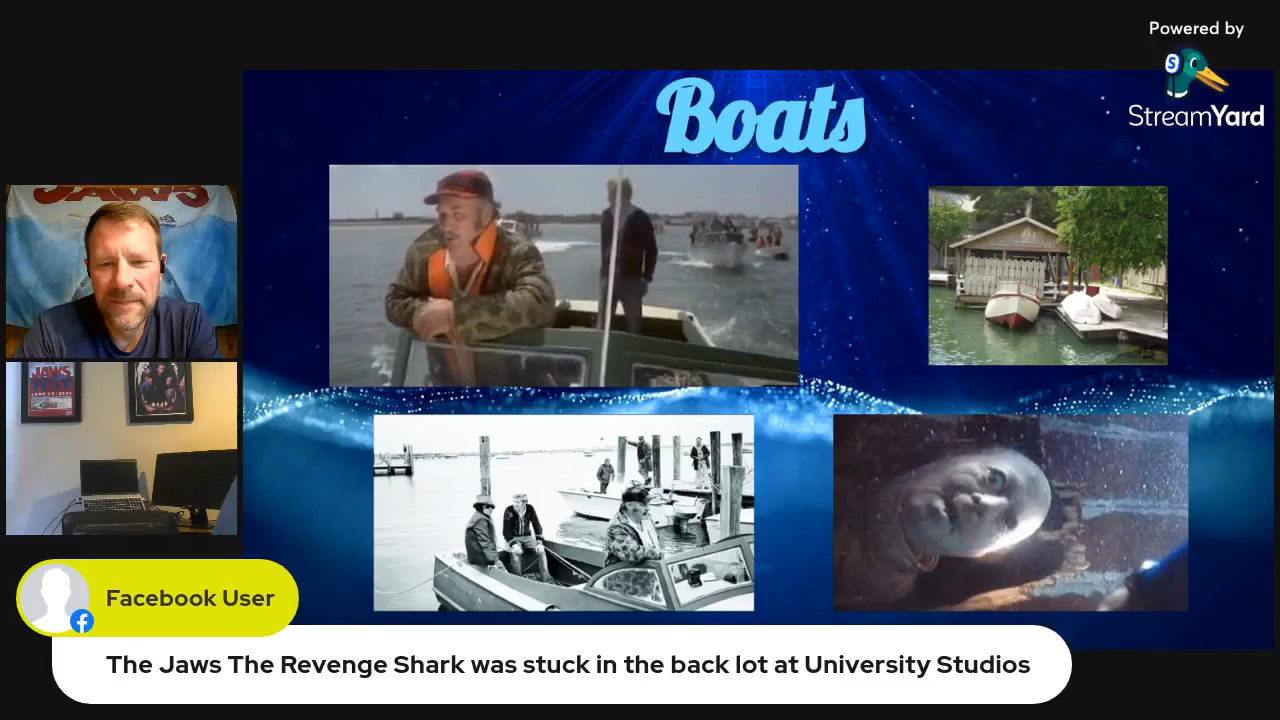 Powered by
S
StreamYard
Boats
JAWS
JAWS
Facebook User
The Jaws The Revenge Shark was stuck in the back lot at University Studios